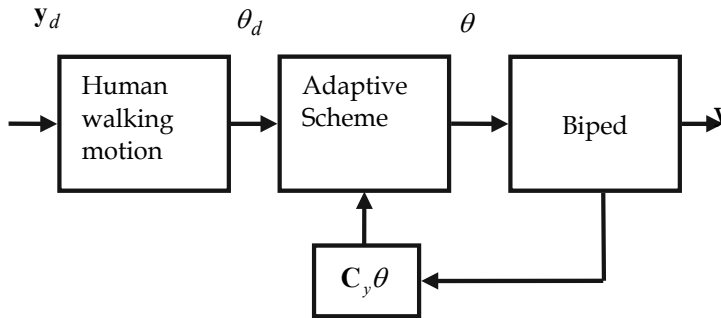 y_d
θ_d
θ
Human
walking
motion
Adaptive
Scheme
Biped
y
C_yθ